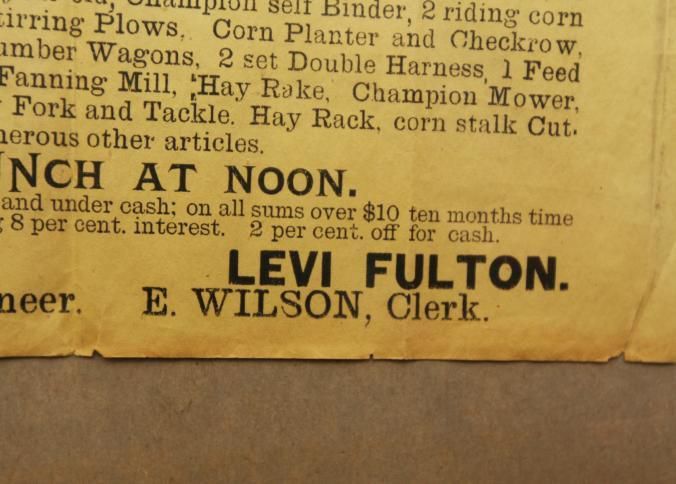 Champion self Binder, 2 riding corn
tirring Plows, Corn Planter and Checkrow,
umber Wagons, 2 set Double Harness, 1 Feed
Fanning Mill, Hay Rake, Champion Mower,
Fork and Tackle. Hay Rack, corn stalk Cut.
nerous other articles.
UNCH AT NOON.
and under cash; on all sums over $10 ten months time
g 8 per cent. interest. 2 per cent. off for cash.
LEVI FULTON.
neer. E. WILSON, Clerk.